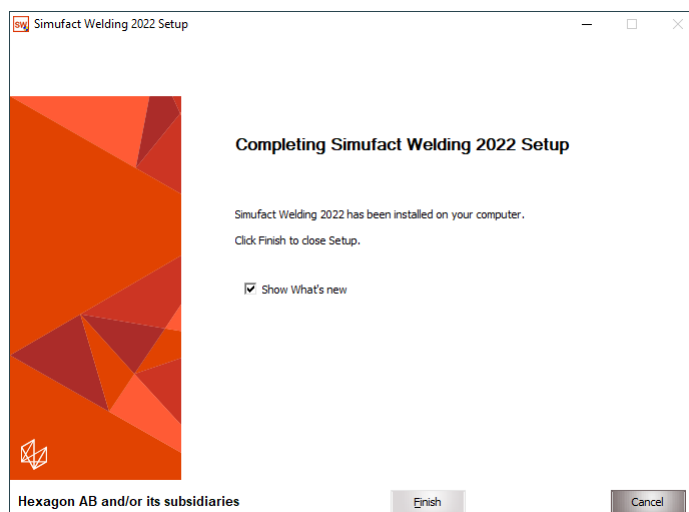 SW Simufact Welding 2022 Setup
Completing Simufact Welding 2022 Setup
Simufact Welding 2022 has been installed on your computer.
Click Finish to close Setup.
Show What's new
Hexagon AB and/or its subsidiaries
Finish
Cancel